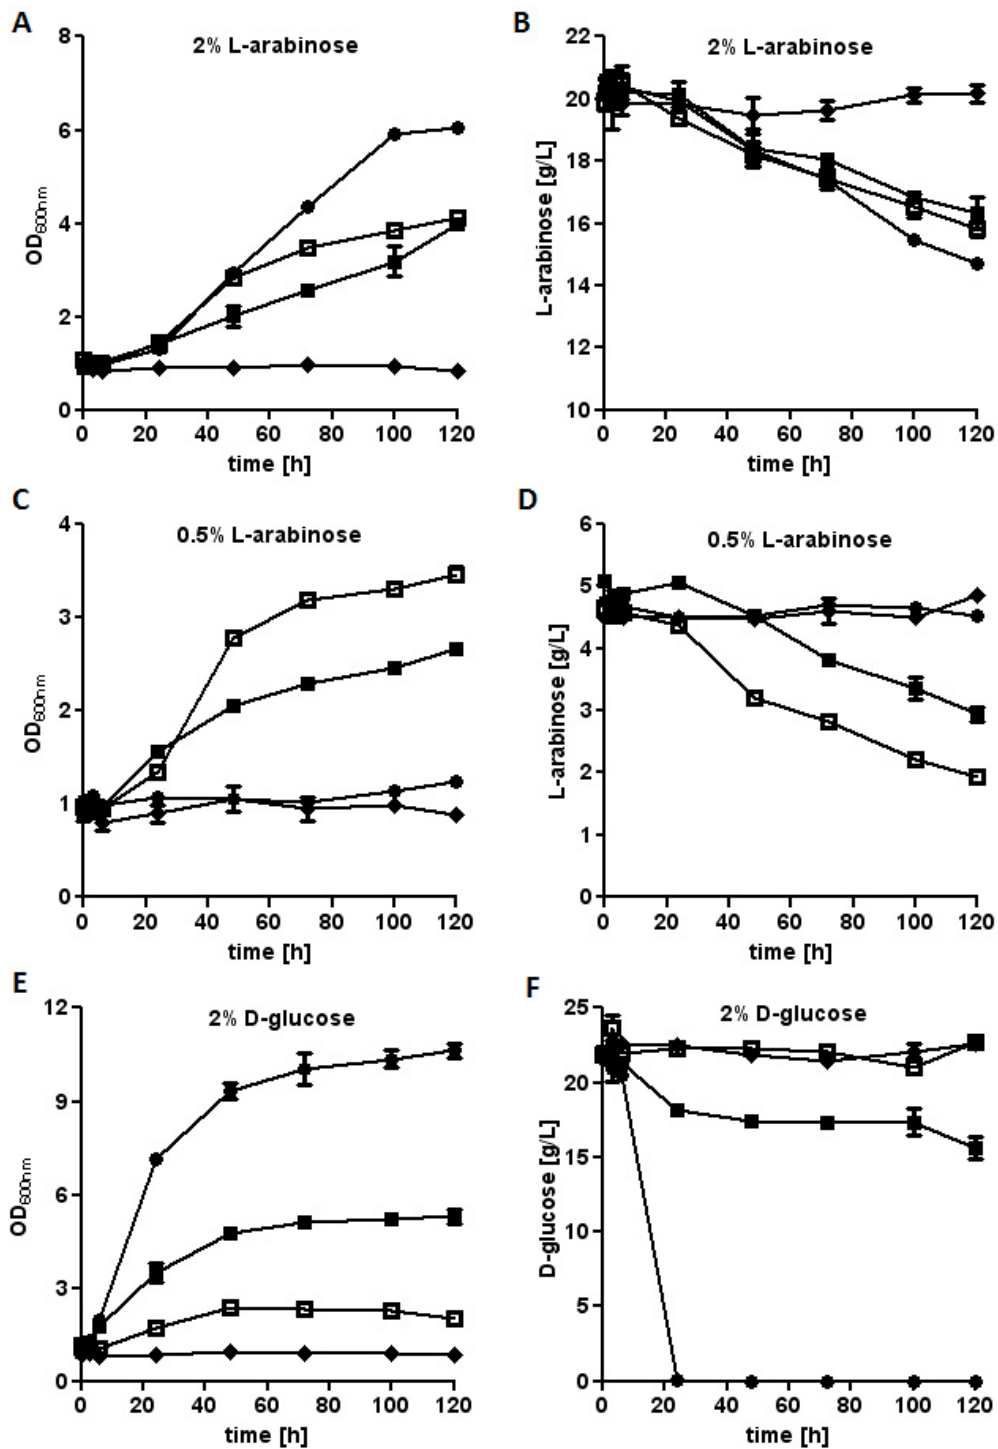 A
2% L-arabinose
8
6
4
2
0
OD600nm
0 20 40 60 80 100 120
time [h]
B
2% L-arabinose
22
20
18
16
14
12
10
L-arabinose [g/L]
0 20 40 60 80 100 120
time [h]
C
0.5% L-arabinose
4
3
2
1
0
OD600nm
0 20 40 60 80 100 120
time [h]
D
0.5% L-arabinose
6
5
4
3
2
1
0
L-arabinose [g/L]
0 20 40 60 80 100 120
time [h]
E
2% D-glucose
12
9
6
3
0
OD600nm
0 20 40 60 80 100 120
time [h]
F
2% D-glucose
25
20
15
10
5
0
D-glucose [g/L]
0 20 40 60 80 100 120
time [h]